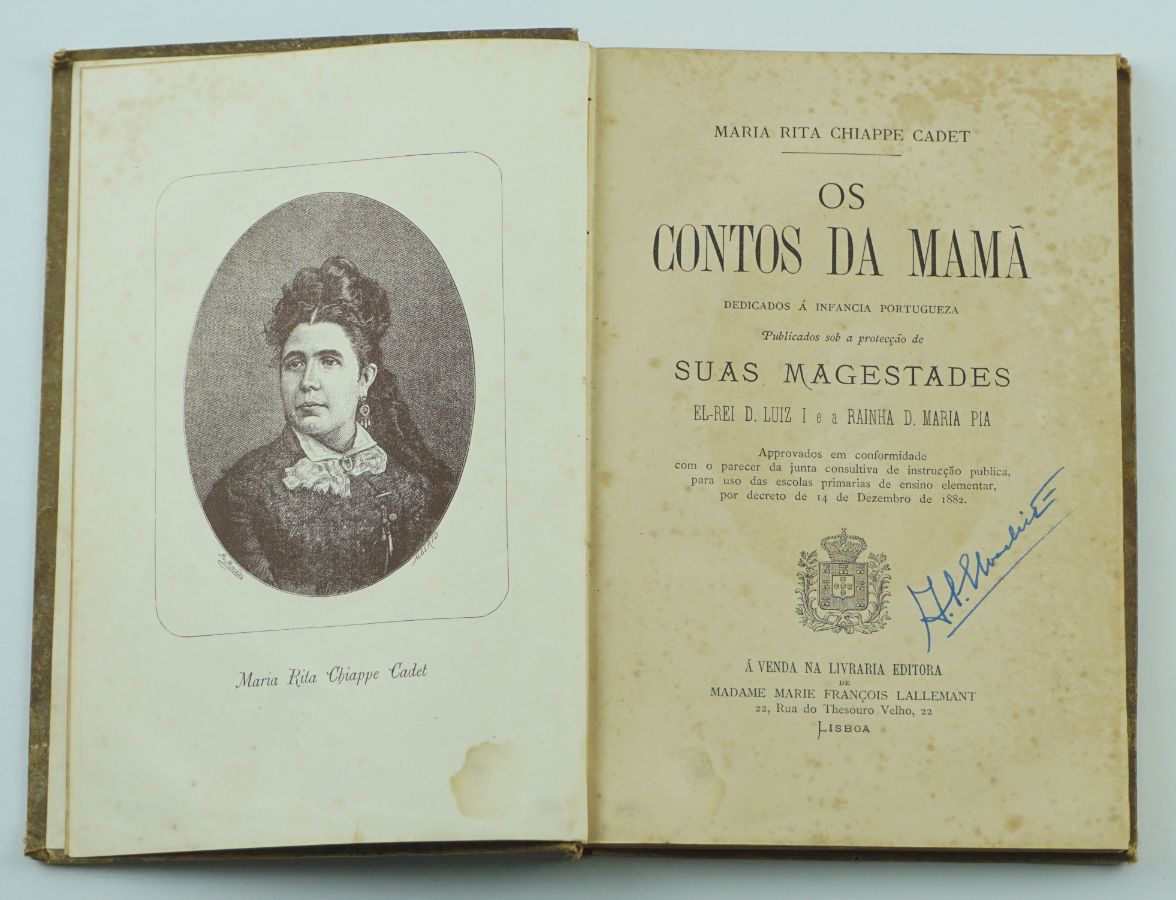 Maria Rita Chiappe Cadet
MARIA RITA CHIAPPE CADET
OS
CONTOS DA MAMÃ
DEDICADOS Á INFANCIA PORTUGUEZA
Publicados sob a protecção de
SUAS MAGESTADES
EL-REI D. LUIZ I e a RAINHA D. MARIA PIA
Approvados em conformidade
com o parecer da junta consultiva de instrucção publica,
para uso das escolas primarias de ensino elementar,
por decreto de 14 de Dezembro de 1882.
Á VENDA NA LIVRARIA EDITORA
DE
MADAME MARIE FRANÇOIS LALLEMANT
22, Rua do Thesouro Velho, 22
LISBOA